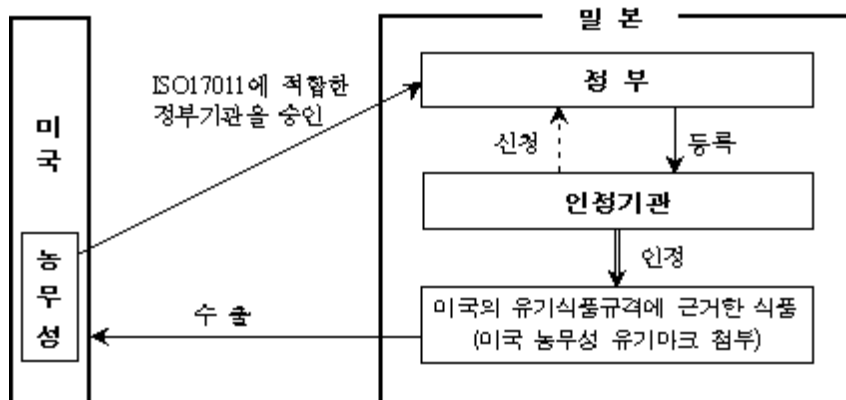 밀 본
ISO17011에 적합한
정부기관을 승인
정 부
미
국
신청
등록
인정기관
농
무
성
인정
수 출
미국의 유기식품규격에 근거한 식품
(미국 농무성 유기마크 첨부)